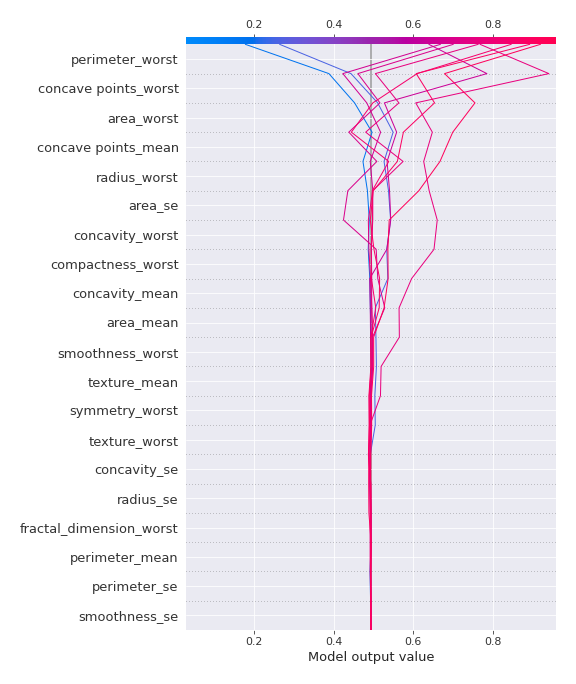 0.2 0.4 0.6 0.8
perimeter_worst
concave points_worst
area_worst
concave points_mean
radius_worst
area_se
concavity_worst
compactness_worst
concavity_mean
area_mean
smoothness_worst
texture_mean
symmetry_worst
texture_worst
concavity_se
radius_se
fractal_dimension_worst
perimeter_mean
perimeter_se
smoothness_se
0.2 0.4 0.6 0.8
Model output value